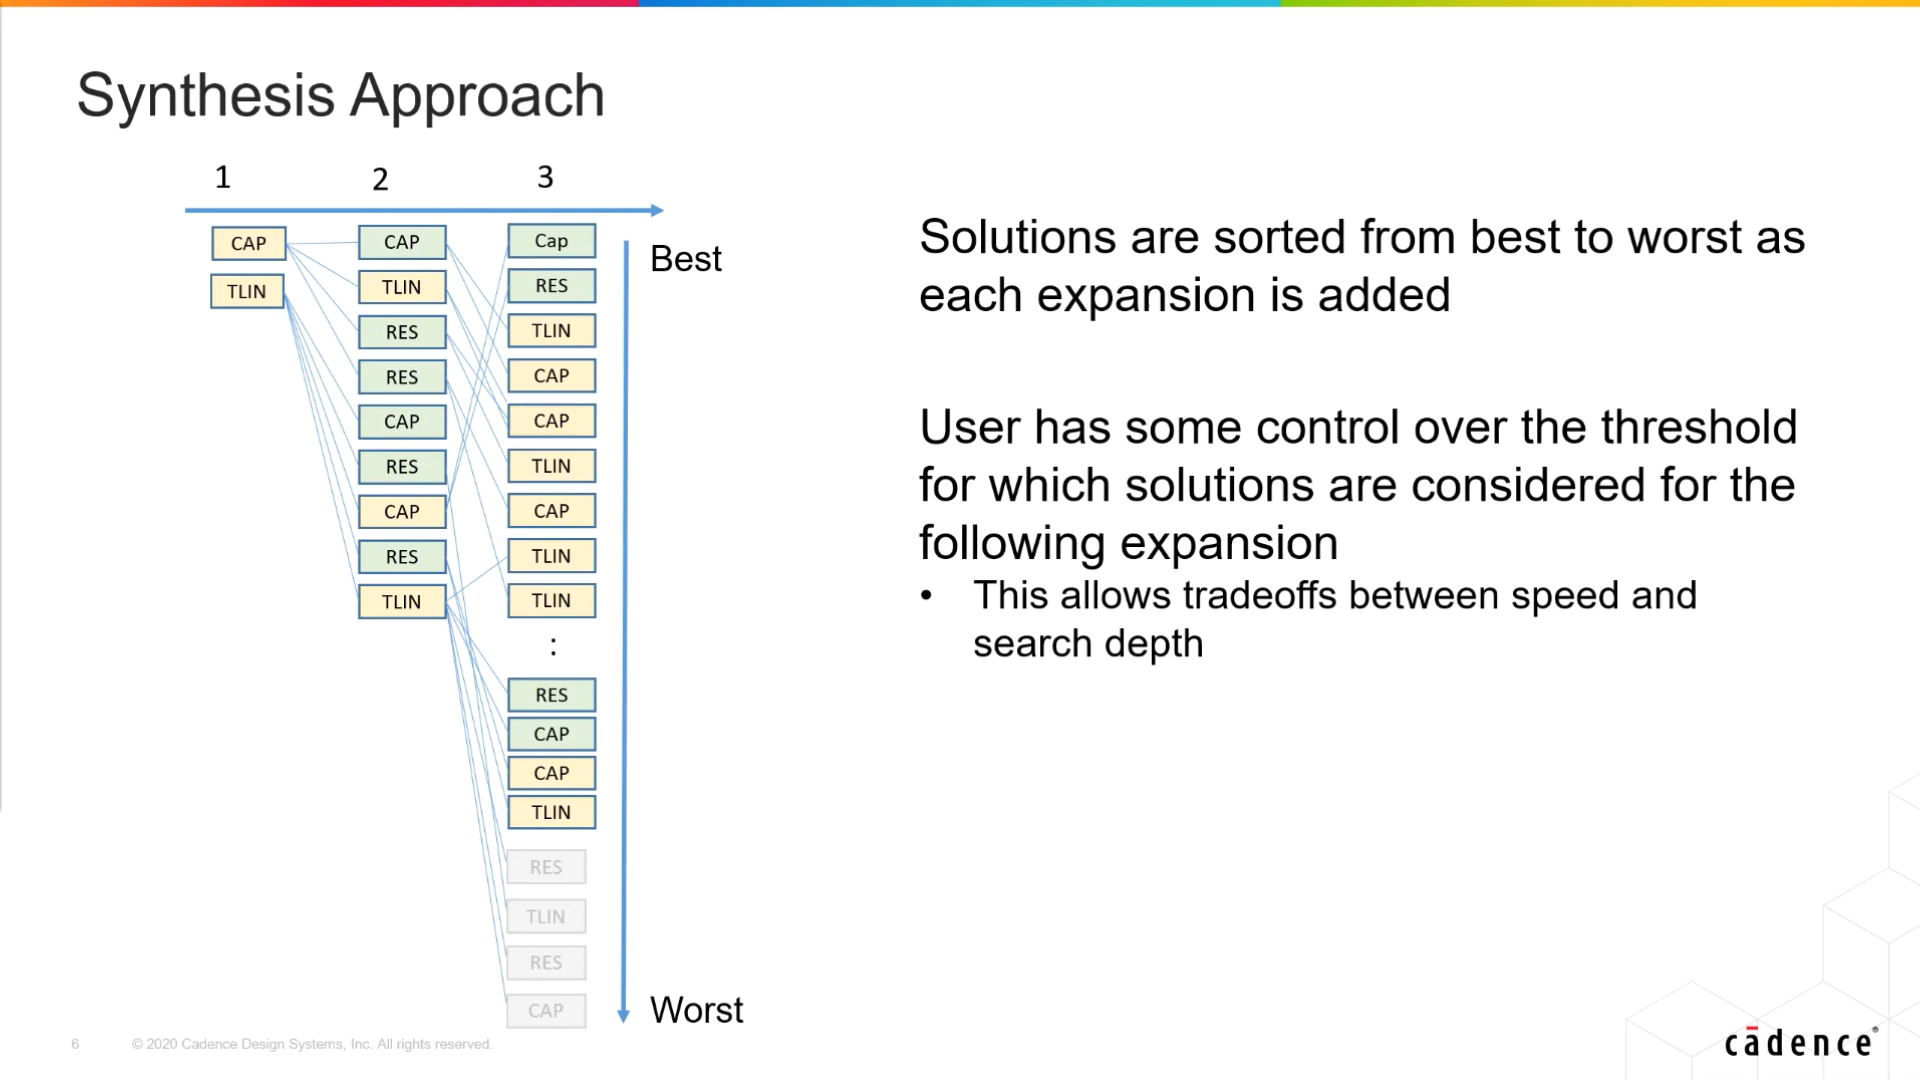 Synthesis Approach
1
2
3
CAP
TLIN
CAP
TLIN
RES
RES
CAP
RES
CAP
RES
TLIN
Cap
RES
TLIN
CAP
CAP
TLIN
CAP
TLIN
TLIN
:
RES
CAP
CAP
TLIN
RES
TLIN
RES
CAP
Best
Worst
Solutions are sorted from best to worst as
each expansion is added
User has some control over the threshold
for which solutions are considered for the
following expansion
• This allows tradeoffs between speed and
search depth
6
© 2020 Cadence Design Systems, Inc. All rights reserved.
cādence®